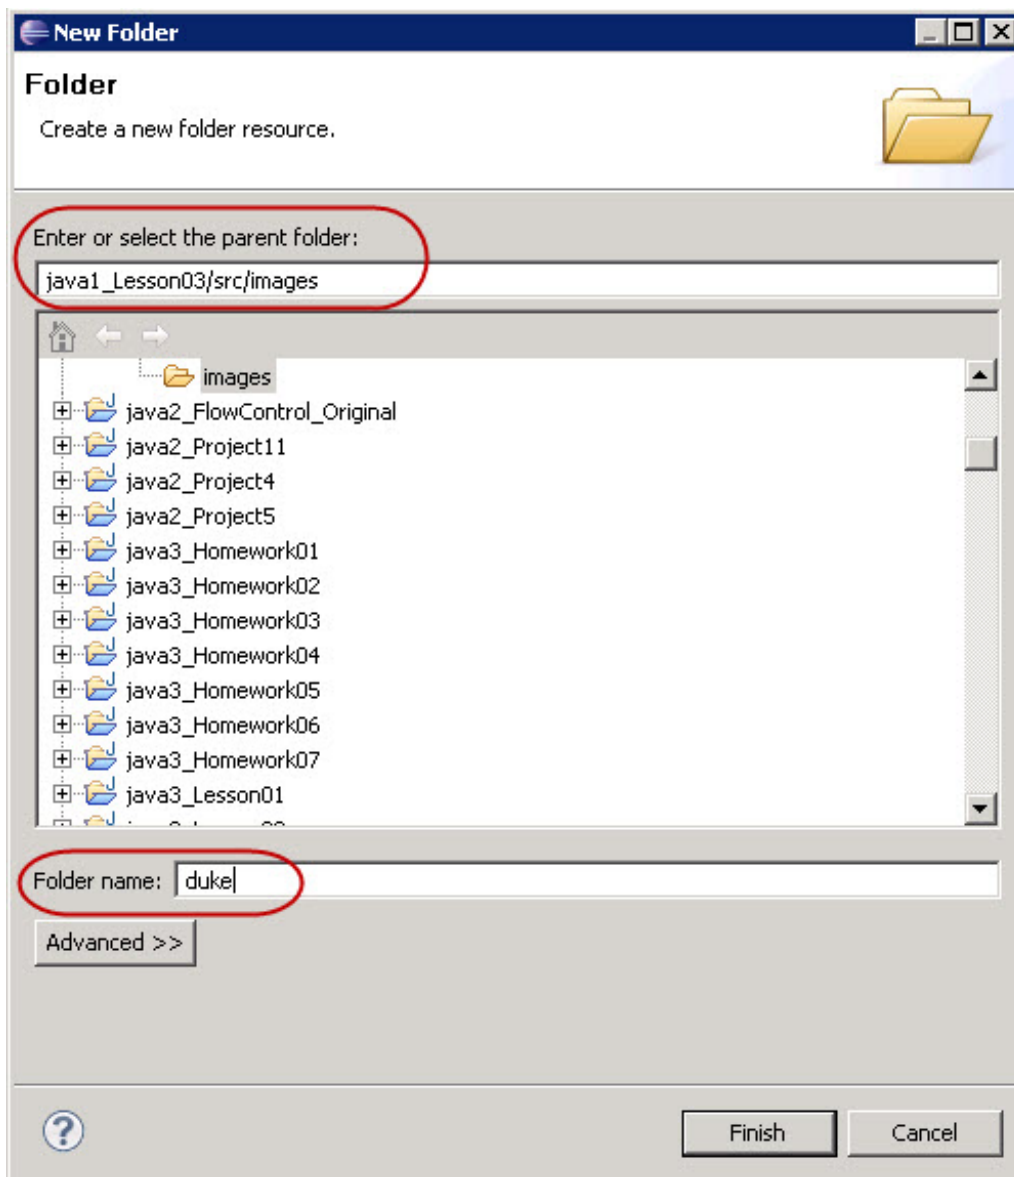 New Folder
Folder
Create a new folder resource.
Enter or select the parent folder:
java1_Lesson03/src/images
images
java2_FlowControl_Original
java2_Project11
java2_Project4
java2_Project5
java3_Homework01
java3_Homework02
java3_Homework03
java3_Homework04
java3_Homework05
java3_Homework06
java3_Homework07
java3_Lesson01
Folder name: duke
Advanced >>
Finish Cancel